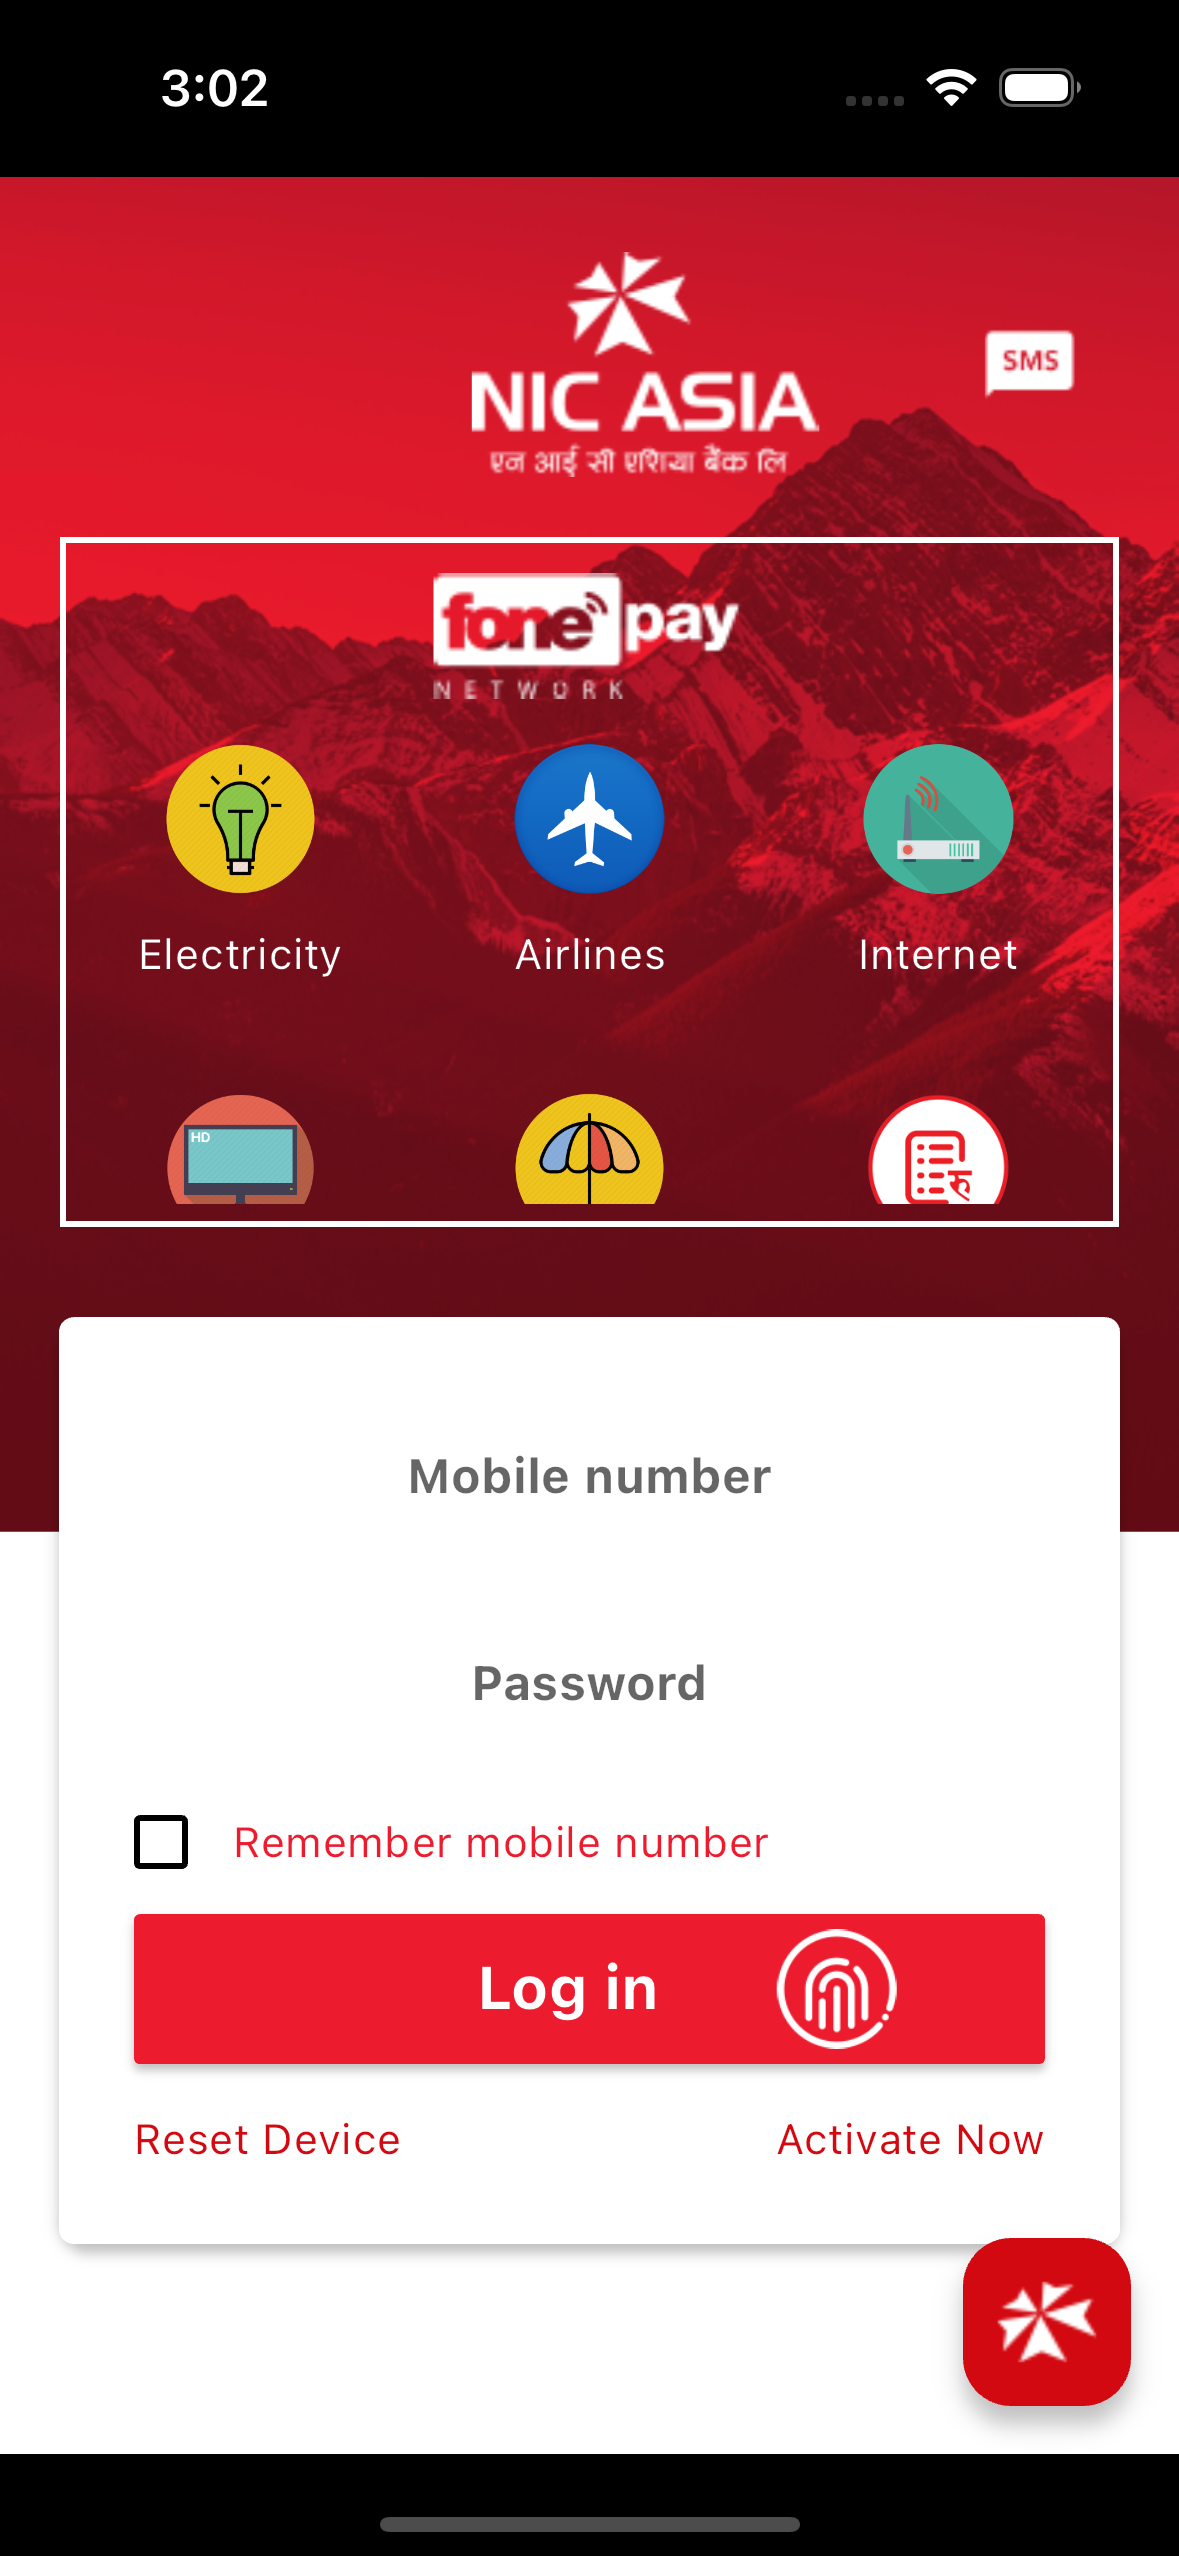 3:02
NIC ASIA
SMS
एन आई सी एशिया बैंक लि
fonepay
NETWORK
Electricity
Airlines
Internet
HD
रु
Mobile number
Password
Remember mobile number
Log in
Reset Device
Activate Now